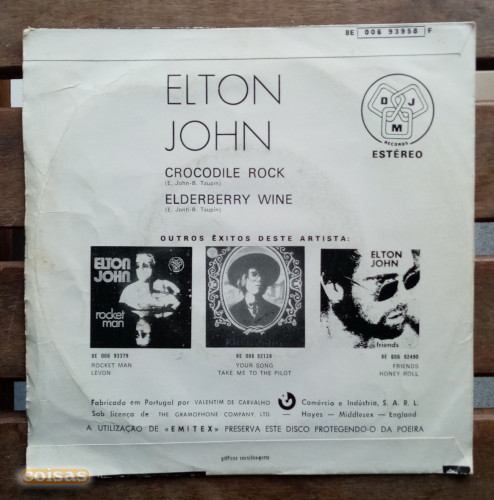 8E 006 93958 F
ELTON
JOHN
DJM
RECORDS
ESTÉREO
CROCODILE ROCK
(E. John-B. Taupin)
ELDERBERRY WINE
(E. Jonh-B. Taupin)
OUTROS ÊXITOS DESTE ARTISTA:
ELTON
JOHN
rocket
man
ELTON
JOHN
friends
8E 006 93379
ROCKET MAN
LEVON
8E 006 92128
YOUR SONG
TAKE ME TO THE PILOT
8E 006 92490
FRIENDS
HONEY ROLL
Fabricado em Portugal por VALENTIM DE CARVALHO Comércio e Indústria, S. A. R. L.
Sob licença de THE GRAMOFHONE COMPANY, LTD Hayes - Middlesex - England
A UTILIZAÇÃO DE «EMITEX» PRESERVA ESTE DISCO PROTEGENDO-O DA POEIRA
coisas